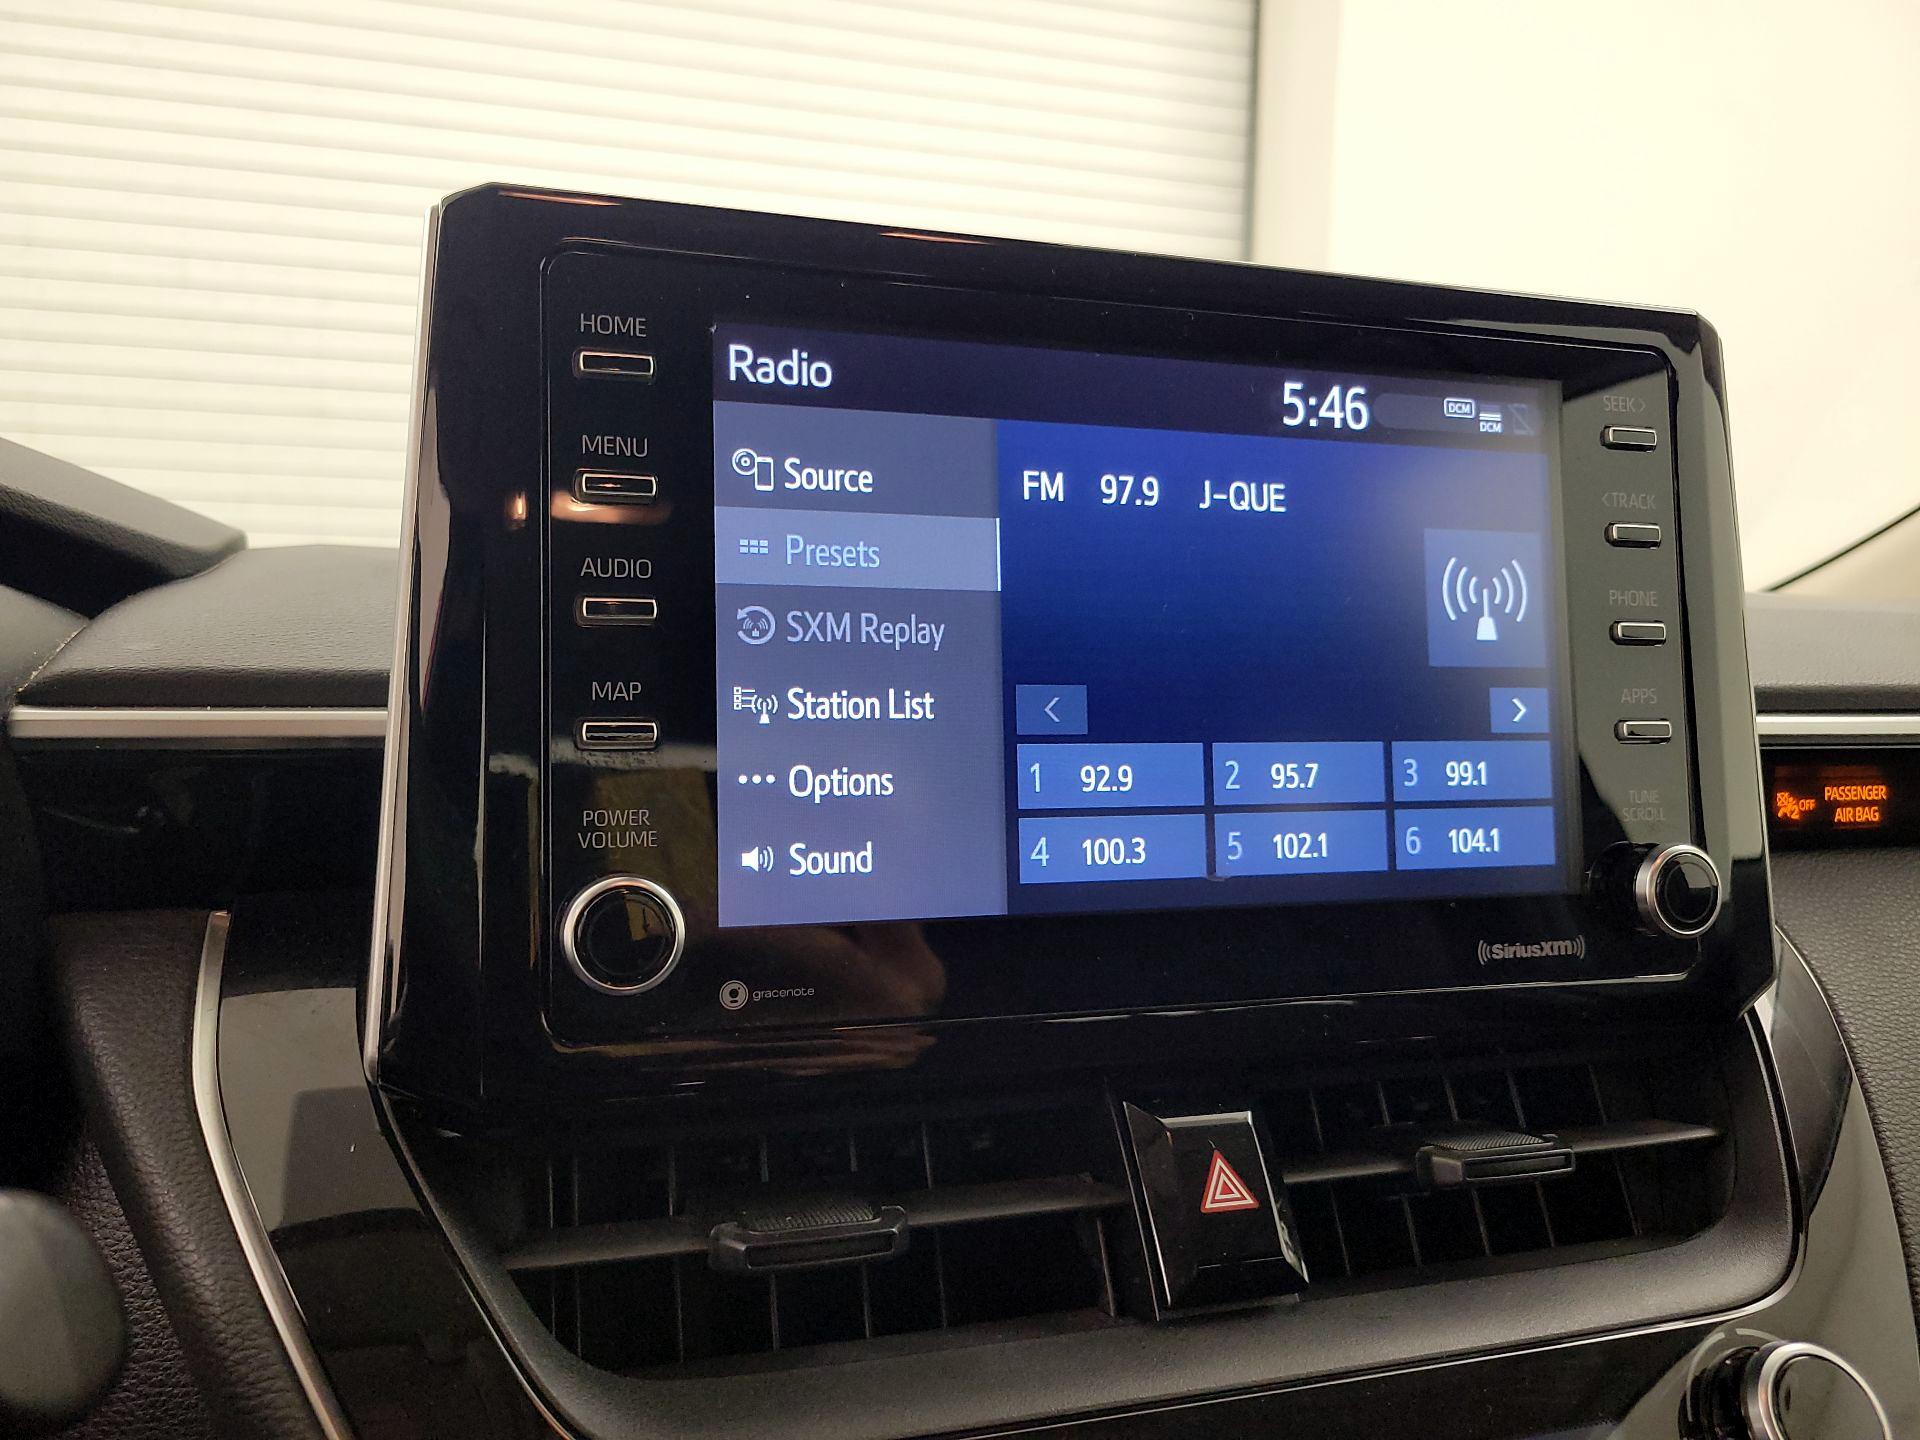 HOME
MENU
AUDIO
MAP
POWER
VOLUME
Radio
5:46
DCM
DCM
Source
Presets
SXM Replay
Station List
Options
Sound
FM 97.9 J-QUE
<
>
1 92.9
2 95.7
3 99.1
4 100.3
5 102.1
6 104.1
SEEK>
<TRACK
PHONE
APPS
TUNE
SCROLL
gracenote
((SiriusXM))
2 OFF
PASSENGER
AIR BAG